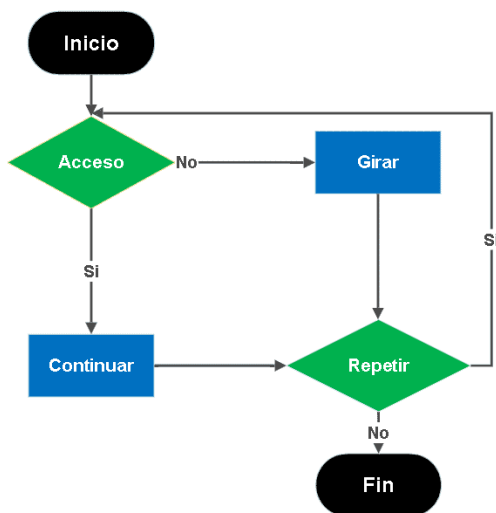 Inicio
Acceso
No
Girar
Si
Si
Continuar
Repetir
No
Fin